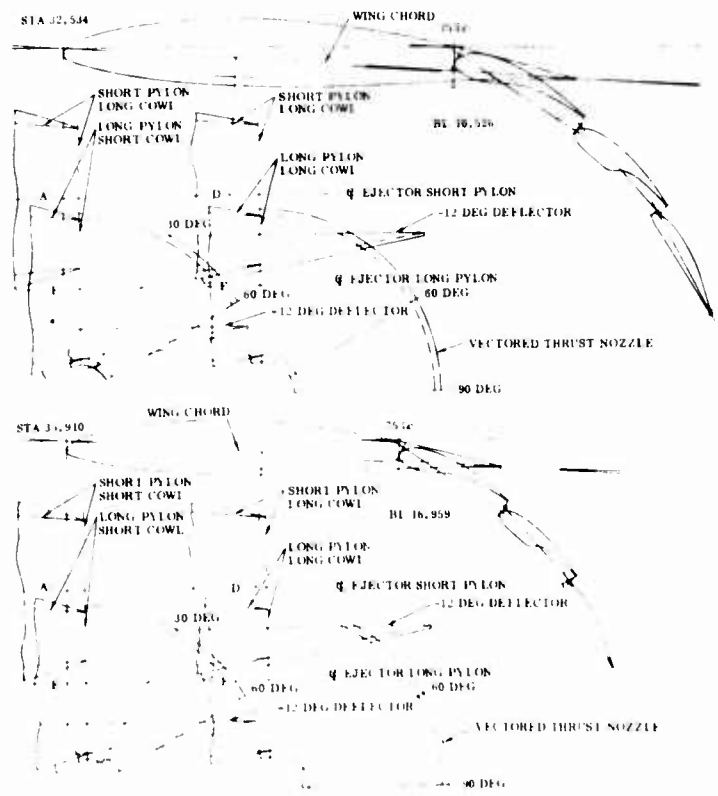 WING CHORD
STA 32,534
SHORT PYLON
LONG COWL
SHORT PYLON
LONG COWL
LONG PYLON
SHORT COWL
BL 10,526
LONG PYLON
LONG COWL
A
D
℄ EJECTOR SHORT PYLON
-12 DEG DEFLECTOR
30 DEG
℄ EJECTOR LONG PYLON
F
60 DEG
60 DEG
-12 DEG DEFLECTOR
VECTORED THRUST NOZZLE
90 DEG
WING CHORD
SHORT PYLON
SHORT COWL
SHORT PYLON
LONG COWL
LONG PYLON
SHORT COWL
BL 16,959
LONG PYLON
LONG COWL
A
D
℄ EJECTOR SHORT PYLON
-12 DEG DEFLECTOR
30 DEG
℄ EJECTOR LONG PYLON
60 DEG
60 DEG
-12 DEG DEFLECTOR
VECTORED THRUST NOZZLE
90 DEG